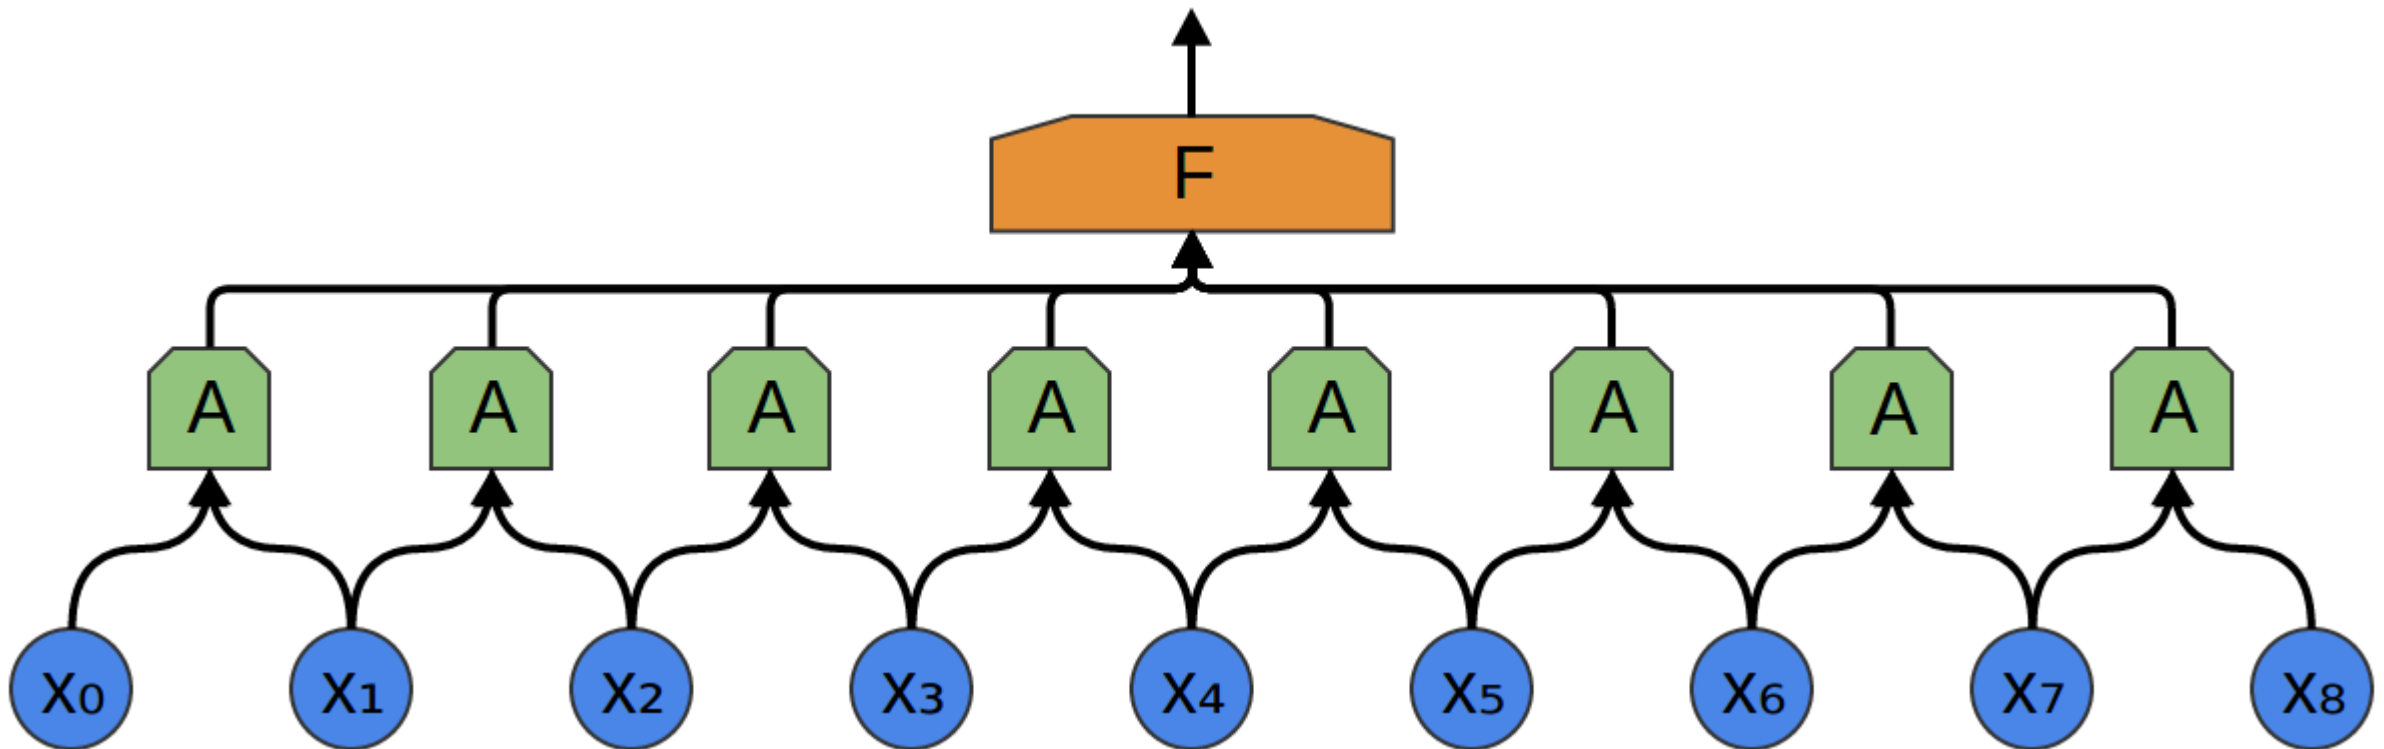 F
A A A A A A A A
x₀ x₁ x₂ x₃ x₄ x₅ x₆ x₇ x₈